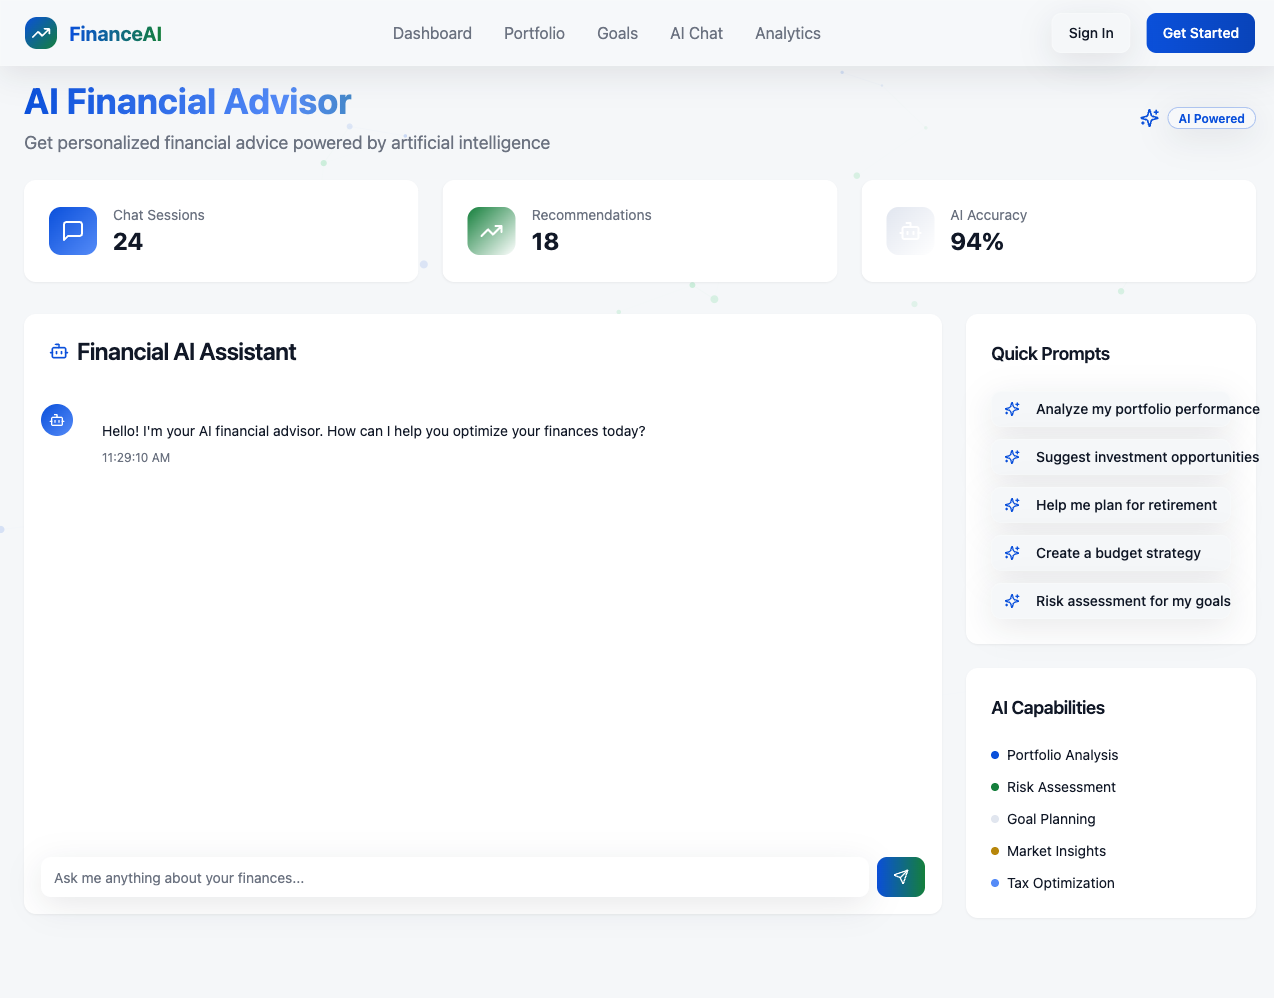 FinanceAI
Dashboard
Portfolio
Goals
AI Chat
Analytics
Sign In
Get Started
AI Financial Advisor
Get personalized financial advice powered by artificial intelligence
AI Powered
Chat Sessions
24
Recommendations
18
AI Accuracy
94%
Financial AI Assistant
Hello! I'm your AI financial advisor. How can I help you optimize your finances today?
11:29:10 AM
Ask me anything about your finances...
Quick Prompts
Analyze my portfolio performance
Suggest investment opportunities
Help me plan for retirement
Create a budget strategy
Risk assessment for my goals
AI Capabilities
Portfolio Analysis
Risk Assessment
Goal Planning
Market Insights
Tax Optimization